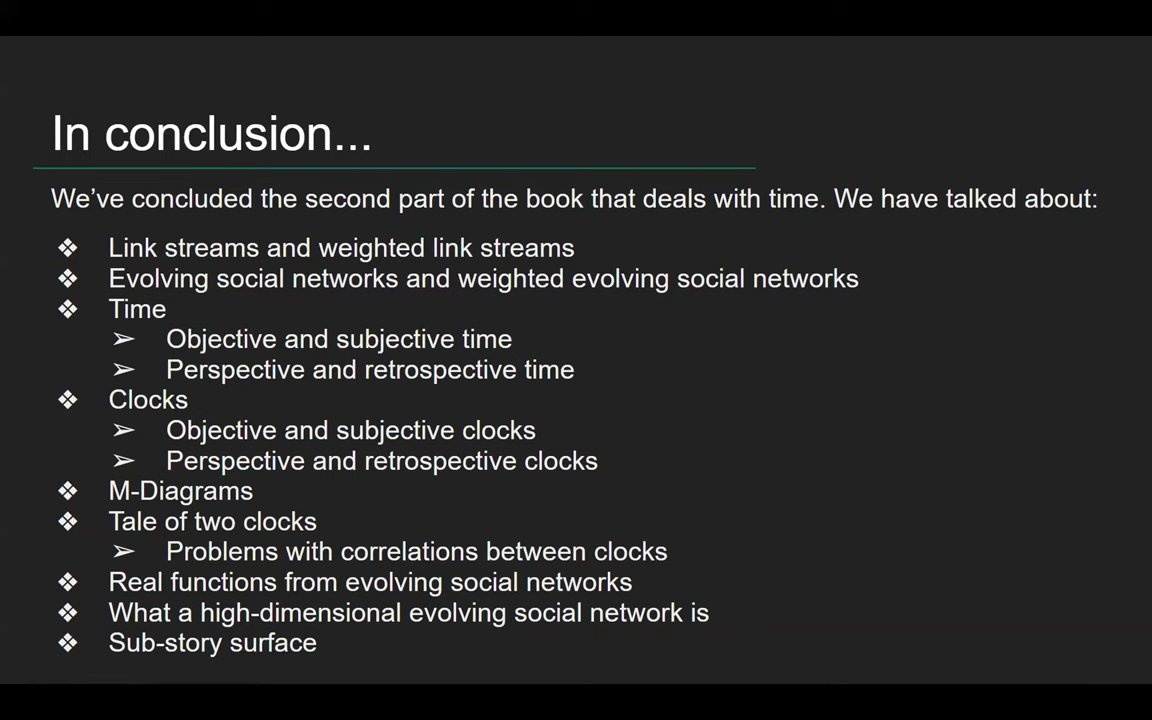 In conclusion...
We’ve concluded the second part of the book that deals with time. We have talked about:
❖ Link streams and weighted link streams
❖ Evolving social networks and weighted evolving social networks
❖ Time
➢ Objective and subjective time
➢ Perspective and retrospective time
❖ Clocks
➢ Objective and subjective clocks
➢ Perspective and retrospective clocks
❖ M-Diagrams
❖ Tale of two clocks
➢ Problems with correlations between clocks
❖ Real functions from evolving social networks
❖ What a high-dimensional evolving social network is
❖ Sub-story surface